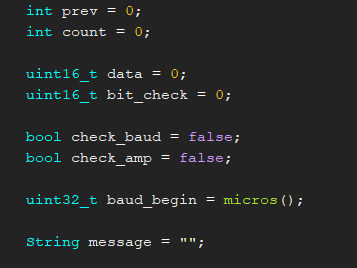 int prev = 0;
int count = 0;
uint16_t data = 0;
uint16_t bit_check = 0;
bool check_baud = false;
bool check_amp = false;
uint32_t baud_begin = micros();
String message = "";